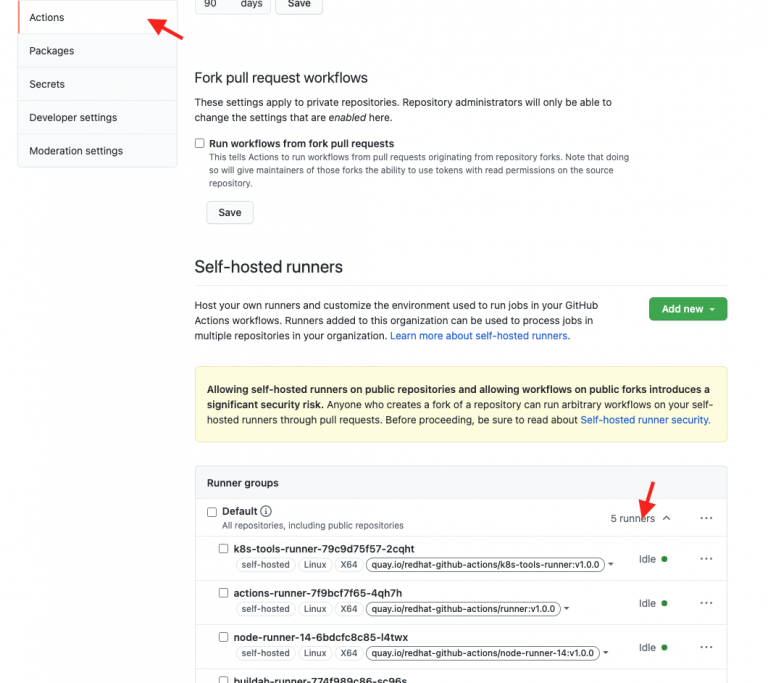 Actions
Packages
Secrets
Developer settings
Moderation settings
90 days Save
Fork pull request workflows
These settings apply to private repositories. Repository administrators will only be able to
change the settings that are enabled here.
Run workflows from fork pull requests
This tells Actions to run workflows from pull requests originating from repository forks. Note that doing
so will give maintainers of those forks the ability to use tokens with read permissions on the source
repository.
Save
Self-hosted runners
Host your own runners and customize the environment used to run jobs in your GitHub
Actions workflows. Runners added to this organization can be used to process jobs in
multiple repositories in your organization. Learn more about self-hosted runners.
Add new
Allowing self-hosted runners on public repositories and allowing workflows on public forks introduces a
significant security risk. Anyone who creates a fork of a repository can run arbitrary workflows on your self-
hosted runners through pull requests. Before proceeding, be sure to read about Self-hosted runner security.
Runner groups
Default
All repositories, including public repositories
5 runners
k8s-tools-runner-79c9d75f57-2cqht
self-hosted Linux X64 quay.io/redhat-github-actions/k8s-tools-runner:v1.0.0
Idle
actions-runner-7f9bcf7f65-4qh7h
self-hosted Linux X64 quay.io/redhat-github-actions/runner:v1.0.0
Idle
node-runner-14-6bdcfc8c85-l4twx
self-hosted Linux X64 quay.io/redhat-github-actions/node-runner-14:v1.0.0
Idle
buildah-runner-774f989c86-sc96s